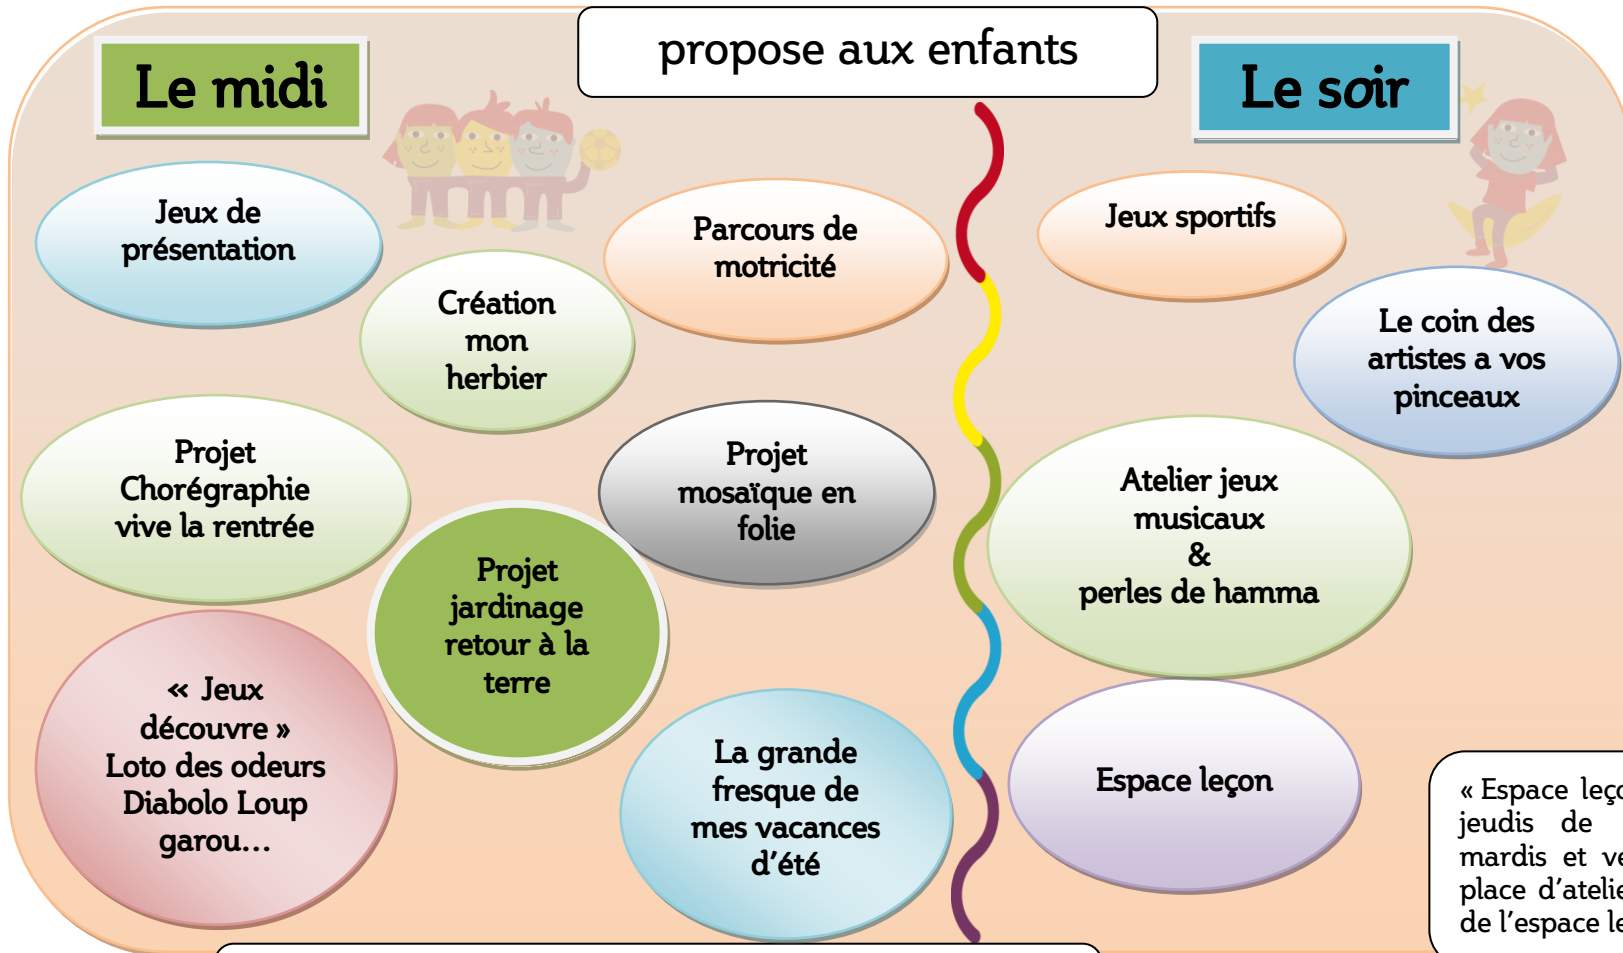 propose aux enfants
Le midi
Le soir
Jeux de
présentation
Création
mon
herbier
Parcours de
motricité
Projet
Chorégraphie
vive la rentrée
Projet
mosaïque en
folie
Projet
jardinage
retour à la
terre
« Jeux
découvre »
Loto des odeurs
Diabolo Loup
garou…
La grande
fresque de
mes vacances
d’été
Jeux sportifs
Le coin des
artistes a vos
pinceaux
Atelier jeux
musicaux
&
perles de hamma
Espace leçon
« Espace
jeudis de
mardis et
place
de l’espace